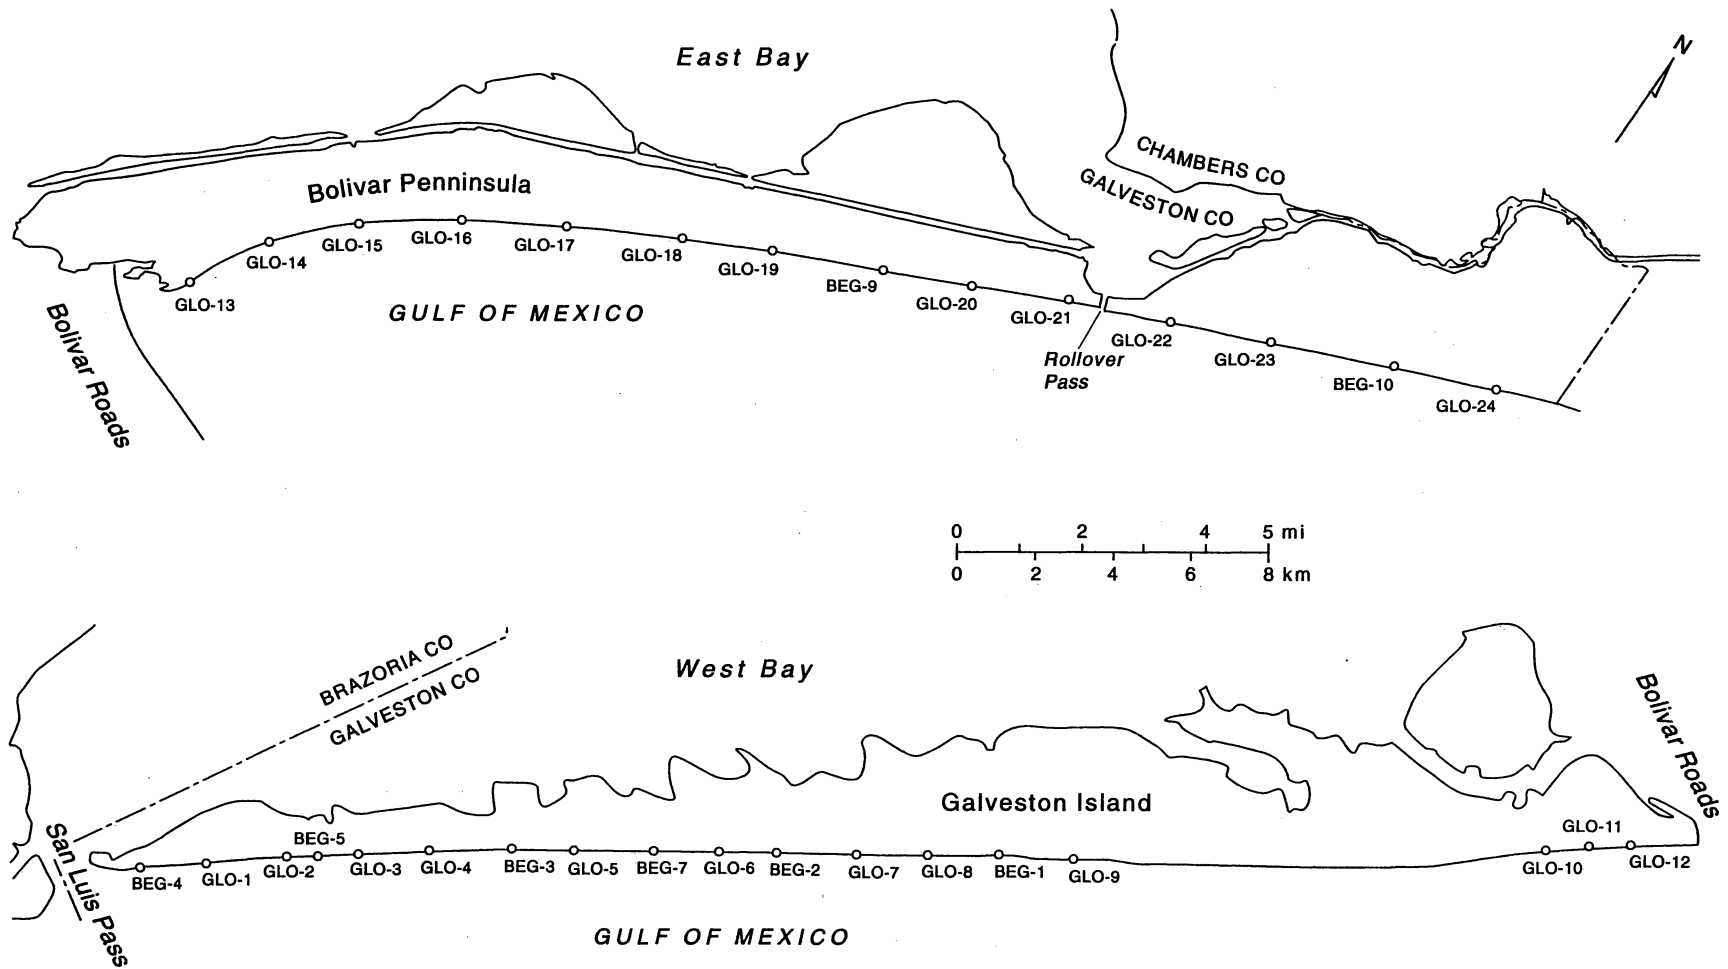 East Bay
N
CHAMBERS CO
GALVESTON CO
Bolivar Penninsula
GLO-13
GLO-14
GLO-15
GLO-16
GLO-17
GLO-18
GLO-19
BEG-9
GLO-20
GLO-21
GLO-22
GLO-23
BEG-10
GLO-24
Bolivar Roads
GULF OF MEXICO
Rollover
Pass
0 2 4 5 mi
0 2 4 6 8 km
BRAZORIA CO
GALVESTON CO
West Bay
Bolivar Roads
Galveston Island
San Luis Pass
BEG-4
GLO-1
GLO-2
BEG-5
GLO-3
GLO-4
BEG-3
GLO-5
BEG-7
GLO-6
BEG-2
GLO-7
GLO-8
BEG-1
GLO-9
GLO-10
GLO-11
GLO-12
GULF OF MEXICO